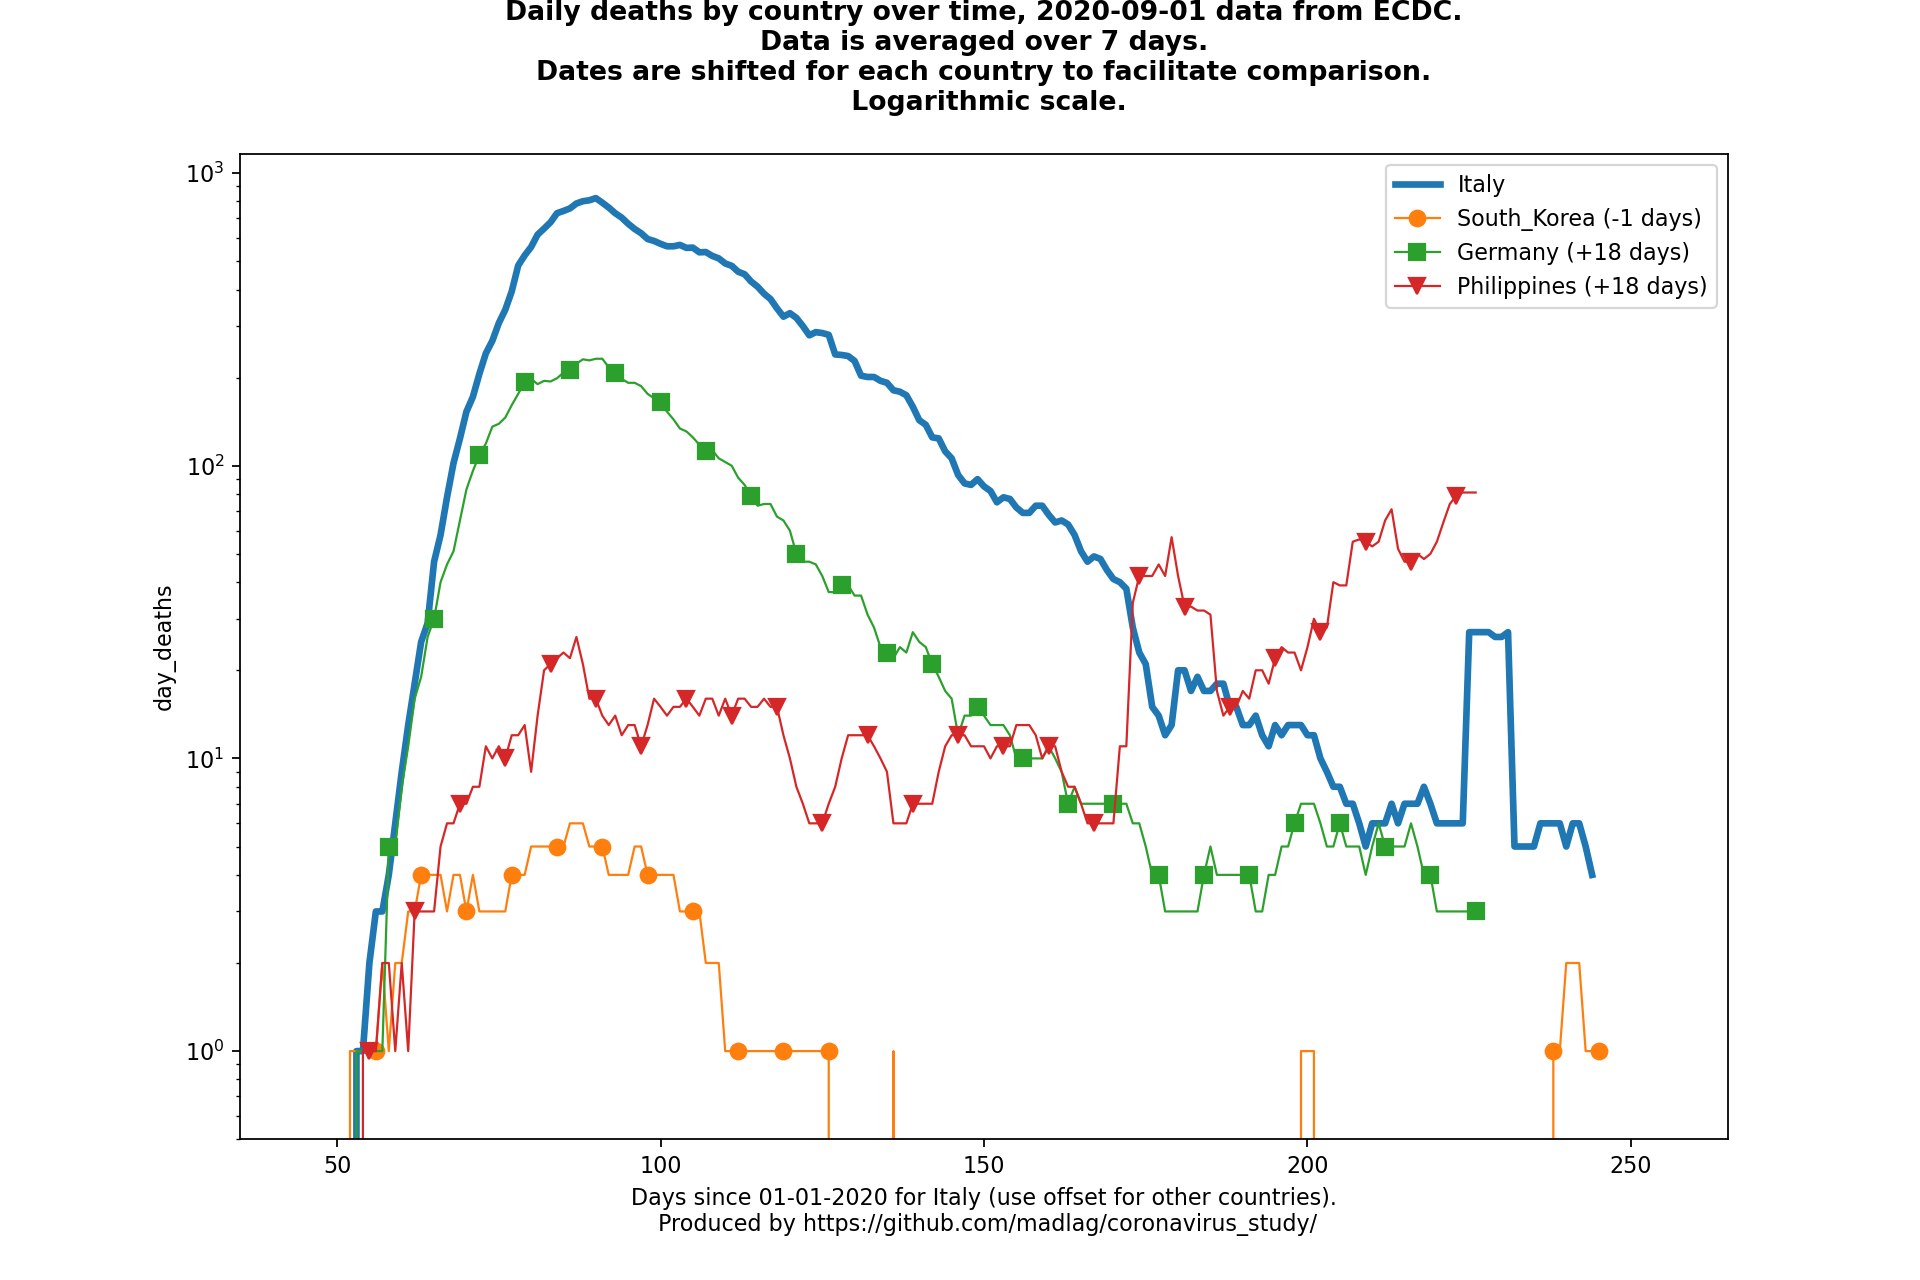 Daily deaths by country over time, 2020-09-01 data from ECDC.
Data is averaged over 7 days.
Dates are shifted for each country to facilitate comparison.
Logarithmic scale.
10³
10²
10¹
10⁰
day_deaths
Italy
South_Korea (-1 days)
Germany (+18 days)
Philippines (+18 days)
50 100 150 200 250
Days since 01-01-2020 for Italy (use offset for other countries).
Produced by https://github.com/madlag/coronavirus_study/